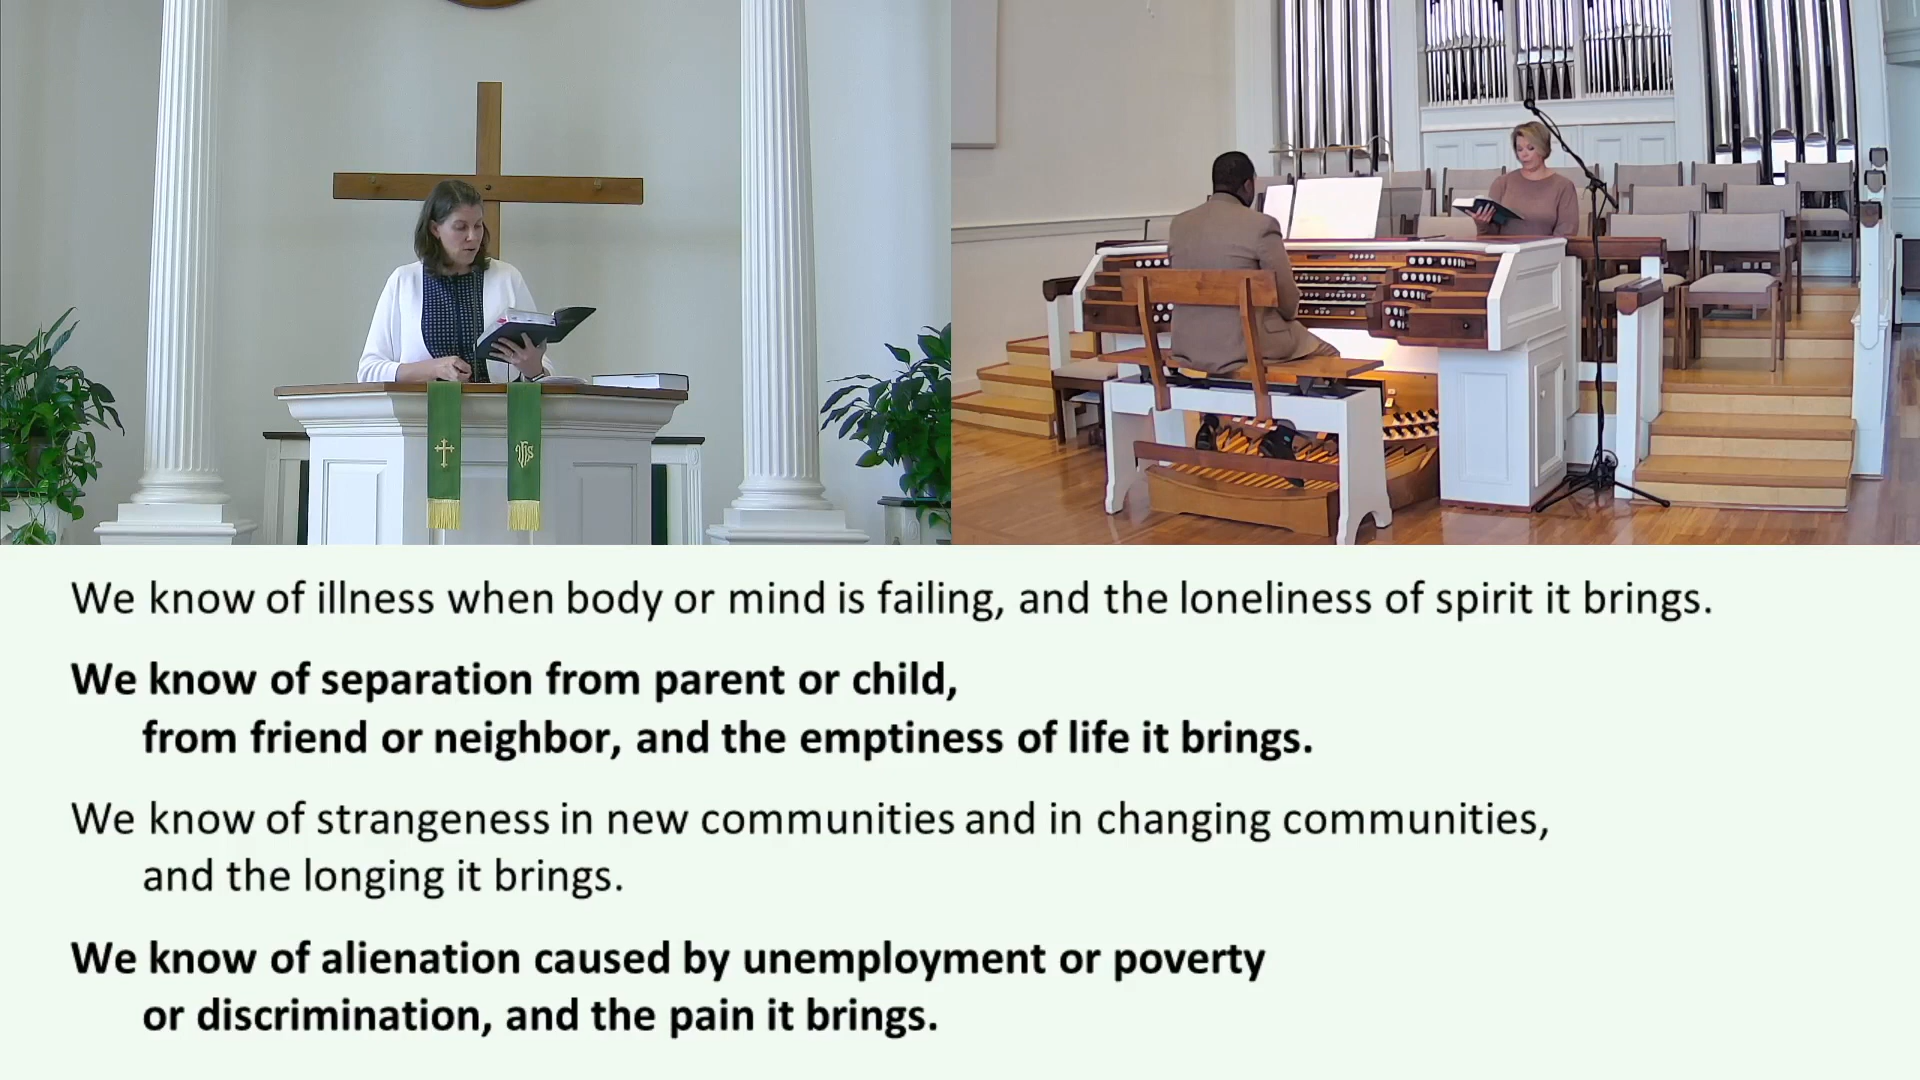 IHS
We know of illness when body or mind is failing, and the loneliness of spirit it brings.
We know of separation from parent or child,
from friend or neighbor, and the emptiness of life it brings.
We know of strangeness in new communities and in changing communities,
and the longing it brings.
We know of alienation caused by unemployment or poverty
or discrimination, and the pain it brings.